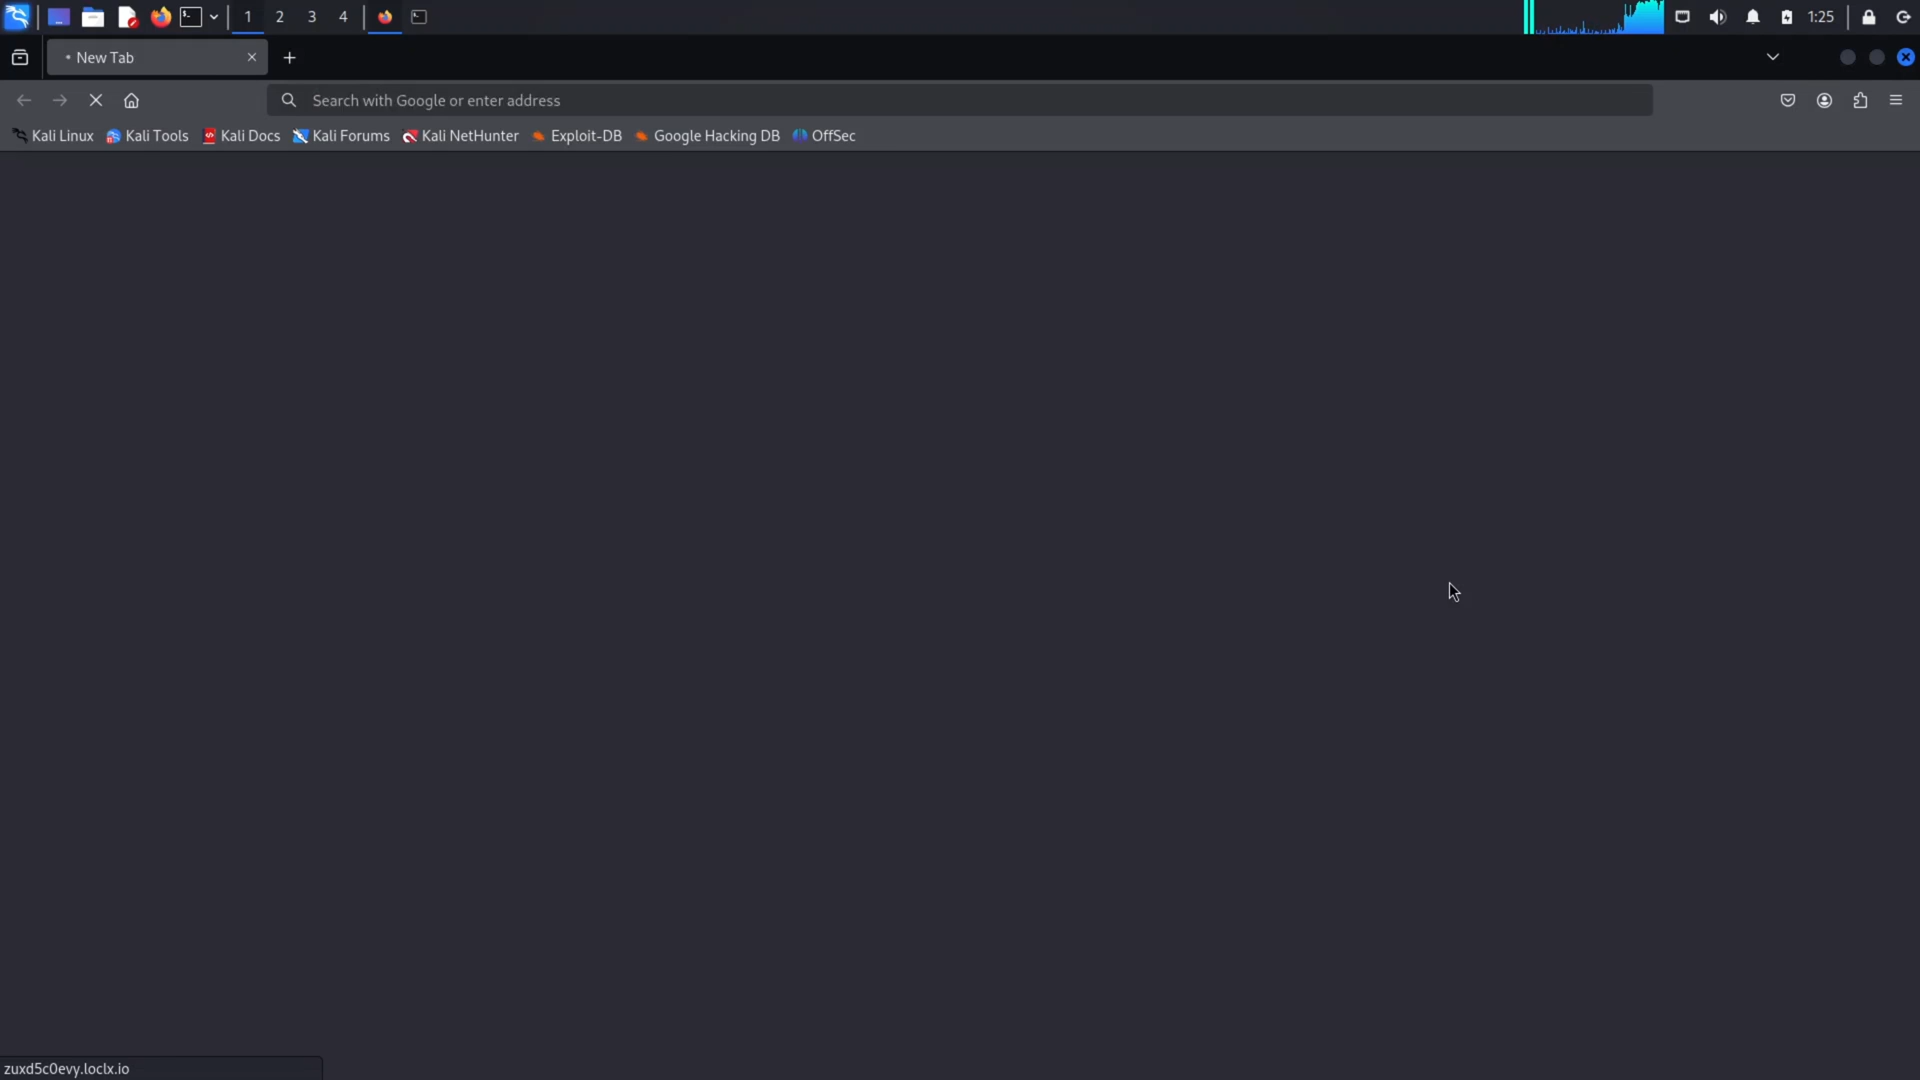 1 2 3 4 1:25
New Tab
Search with Google or enter address
Kali Linux Kali Tools Kali Docs Kali Forums Kali NetHunter Exploit-DB Google Hacking DB OffSec
zuxd5c0evy.loclx.io